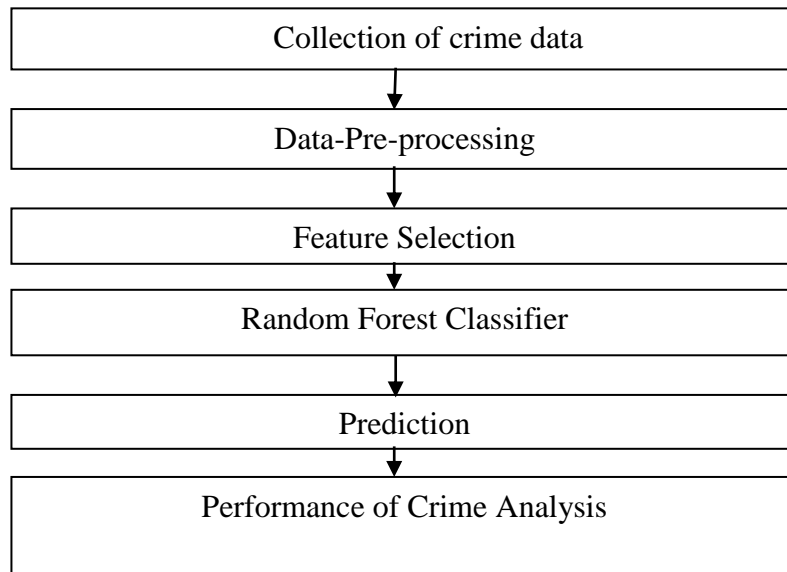 Collection of crime data
Data-Pre-processing
Feature Selection
Random Forest Classifier
Prediction
Performance of Crime Analysis